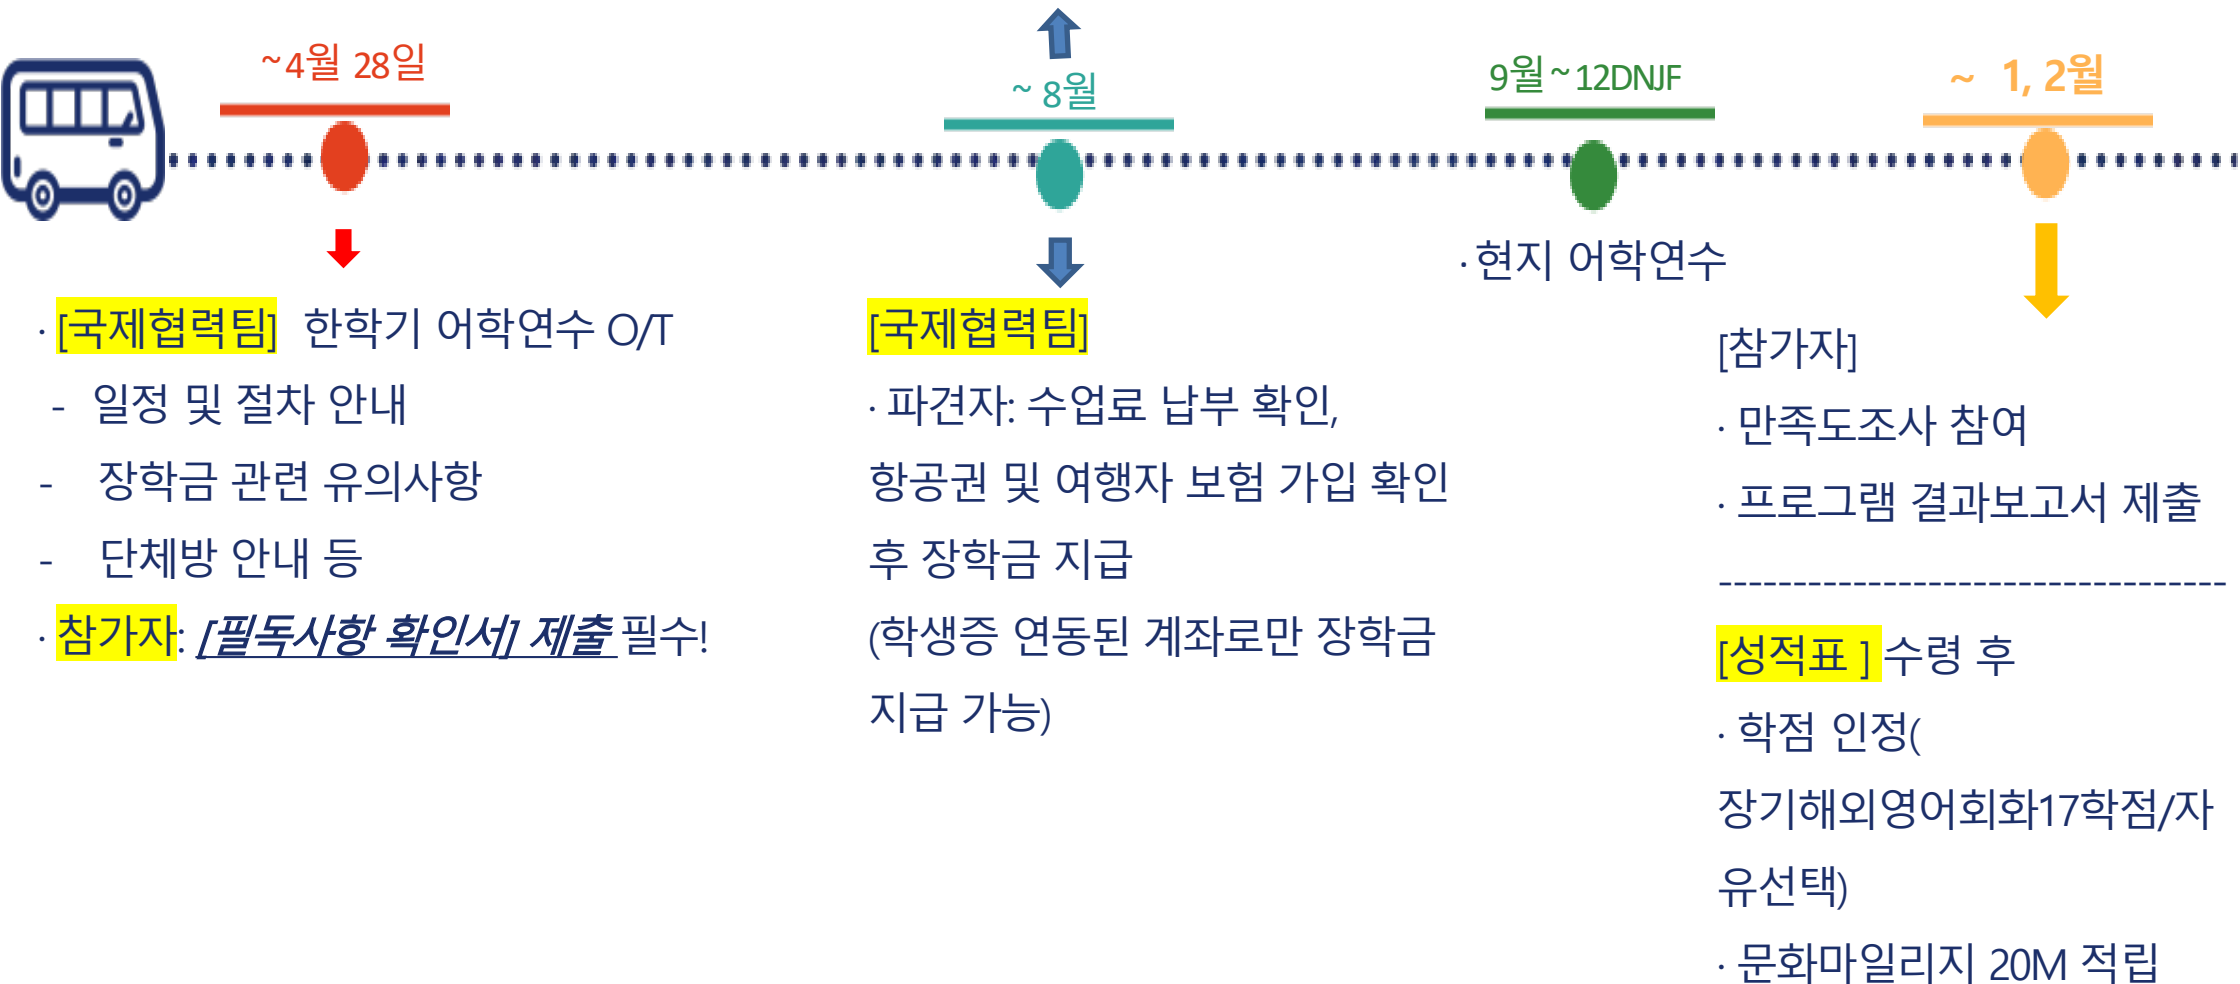 ~4월 28일
· [국제협력팀] 한학기 어학연수 O/T
- 일정 및 절차 안내
- 장학금 관련 유의사항
- 단체방 안내 등
· 참가자: [필독사항 확인서] 제출 필수!
~ 8월
[국제협력팀]
· 파견자: 수업료 납부 확인,
항공권 및 여행자 보험 가입 확인
후 장학금 지급
(학생증 연동된 계좌로만 장학금
지급 가능)
9월~12DNJF
· 현지 어학연수
~ 1, 2월
[참가자]
· 만족도조사 참여
· 프로그램 결과보고서 제출
----------------------------------
[성적표 ] 수령 후
· 학점 인정(
장기해외영어회화17학점/자
유선택)
· 문화마일리지 20M 적립